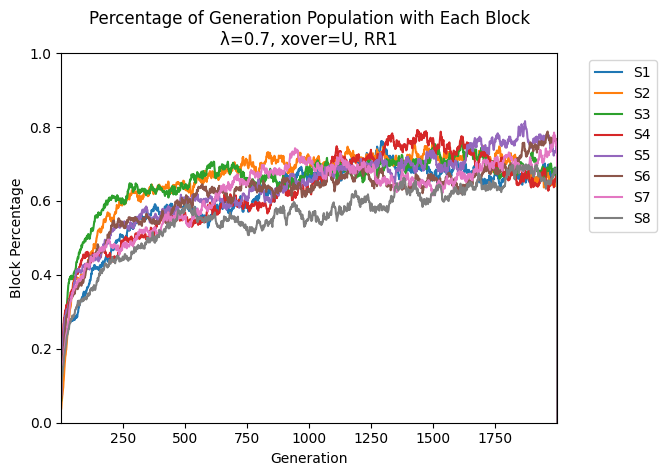 Percentage of Generation Population with Each Block
λ=0.7, xover=U, RR1
1.0
0.8
0.6
0.4
0.2
0.0
Block Percentage
250
500
750
1000
1250
1500
1750
Generation
S1
S2
S3
S4
S5
S6
S7
S8